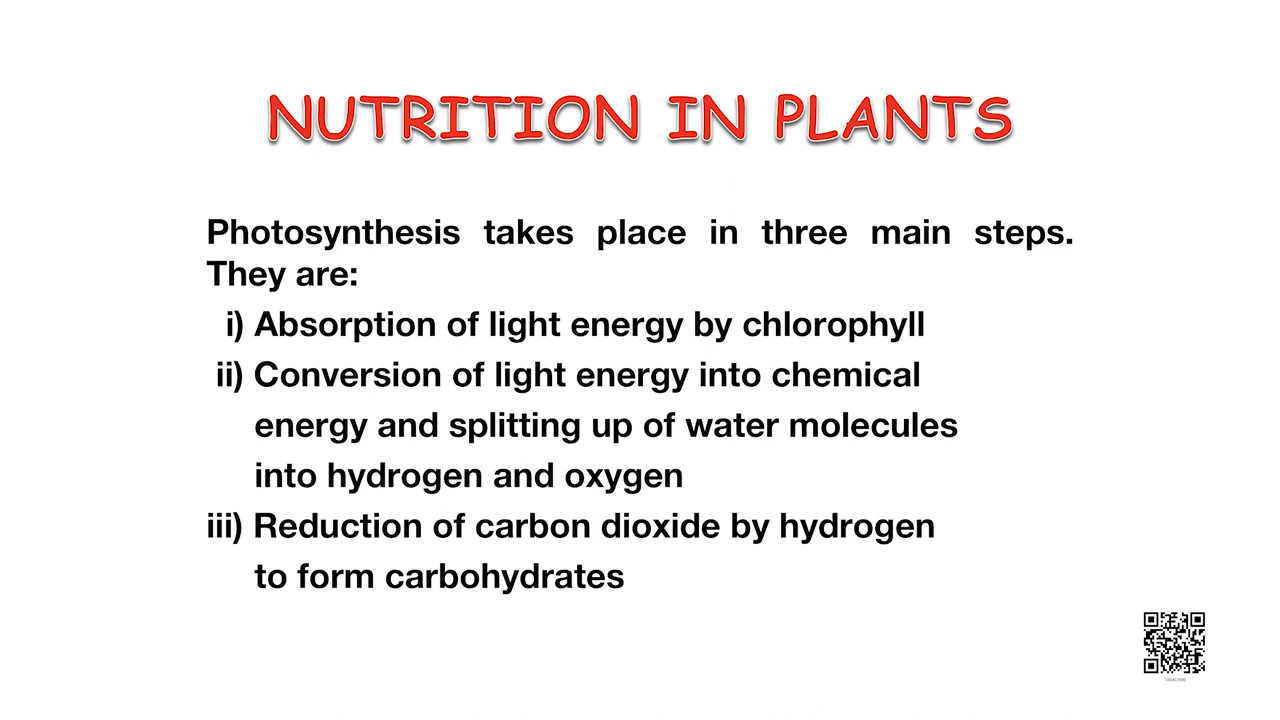 NUTRITION IN PLANTS
Photosynthesis takes place in three main steps.
They are:
i) Absorption of light energy by chlorophyll
ii) Conversion of light energy into chemical
energy and splitting up of water molecules
into hydrogen and oxygen
iii) Reduction of carbon dioxide by hydrogen
to form carbohydrates